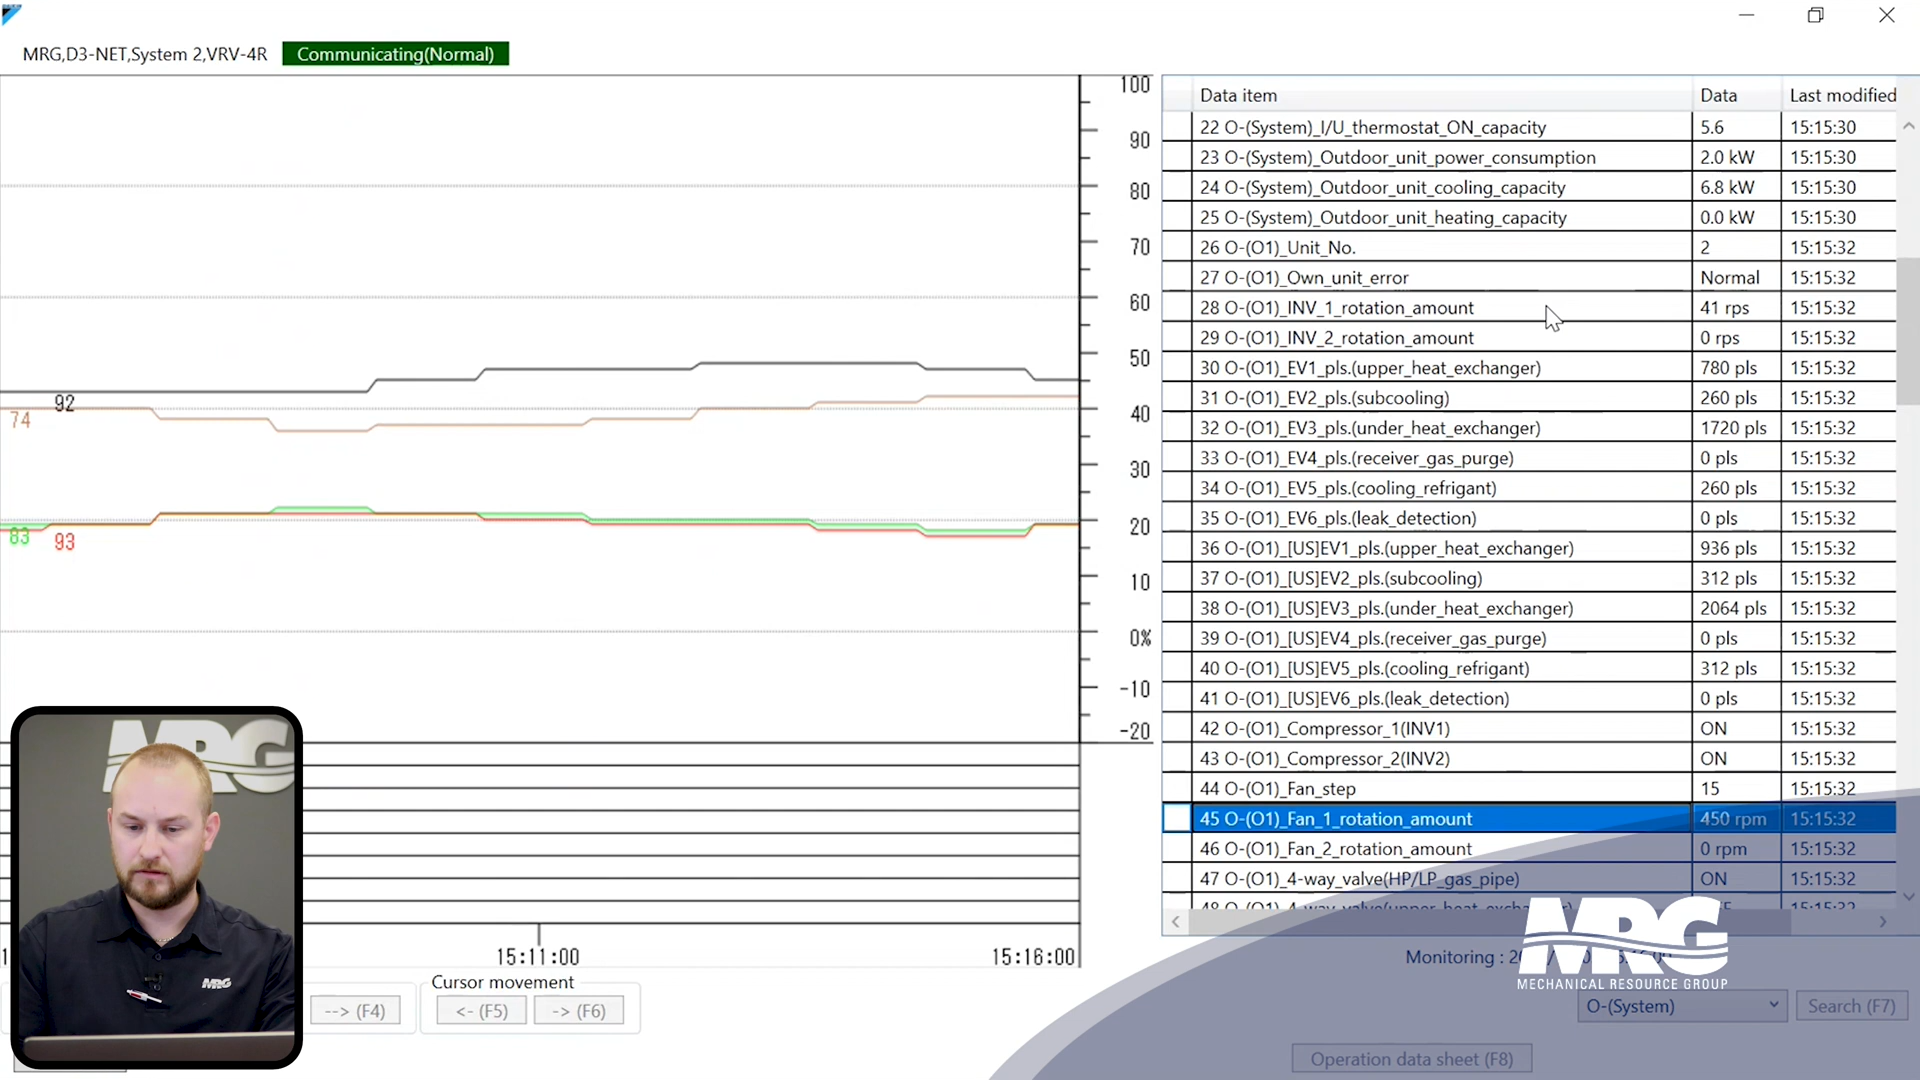 MRG,D3-NET,System 2,VRV-4R Communicating(Normal)
100
90
80
70
60
50
40
30
20
10
0%
-10
-20
92
74
83
93
15:11:00 15:16:00
Cursor movement
--> (F4) <- (F5) -> (F6)
Data item Data Last modified
22 O-(System)_I/U_thermostat_ON_capacity 5.6 15:15:30
23 O-(System)_Outdoor_unit_power_consumption 2.0 kW 15:15:30
24 O-(System)_Outdoor_unit_cooling_capacity 6.8 kW 15:15:30
25 O-(System)_Outdoor_unit_heating_capacity 0.0 kW 15:15:30
26 O-(O1)_Unit_No. 2 15:15:32
27 O-(O1)_Own_unit_error Normal 15:15:32
28 O-(O1)_INV_1_rotation_amount 41 rps 15:15:32
29 O-(O1)_INV_2_rotation_amount 0 rps 15:15:32
30 O-(O1)_EV1_pls.(upper_heat_exchanger) 780 pls 15:15:32
31 O-(O1)_EV2_pls.(subcooling) 260 pls 15:15:32
32 O-(O1)_EV3_pls.(under_heat_exchanger) 1720 pls 15:15:32
33 O-(O1)_EV4_pls.(receiver_gas_purge) 0 pls 15:15:32
34 O-(O1)_EV5_pls.(cooling_refrigant) 260 pls 15:15:32
35 O-(O1)_EV6_pls.(leak_detection) 0 pls 15:15:32
36 O-(O1)_[US]EV1_pls.(upper_heat_exchanger) 936 pls 15:15:32
37 O-(O1)_[US]EV2_pls.(subcooling) 312 pls 15:15:32
38 O-(O1)_[US]EV3_pls.(under_heat_exchanger) 2064 pls 15:15:32
39 O-(O1)_[US]EV4_pls.(receiver_gas_purge) 0 pls 15:15:32
40 O-(O1)_[US]EV5_pls.(cooling_refrigant) 312 pls 15:15:32
41 O-(O1)_[US]EV6_pls.(leak_detection) 0 pls 15:15:32
42 O-(O1)_Compressor_1(INV1) ON 15:15:32
43 O-(O1)_Compressor_2(INV2) ON 15:15:32
44 O-(O1)_Fan_step 15 15:15:32
45 O-(O1)_Fan_1_rotation_amount 450 rpm 15:15:32
46 O-(O1)_Fan_2_rotation_amount 0 rpm 15:15:32
47 O-(O1)_4-way_valve(HP/LP_gas_pipe) ON 15:15:32
Monitoring :
MRG
MECHANICAL RESOURCE GROUP
O-(System) Search (F7)
Operation data sheet (F8)
MRG
MRG